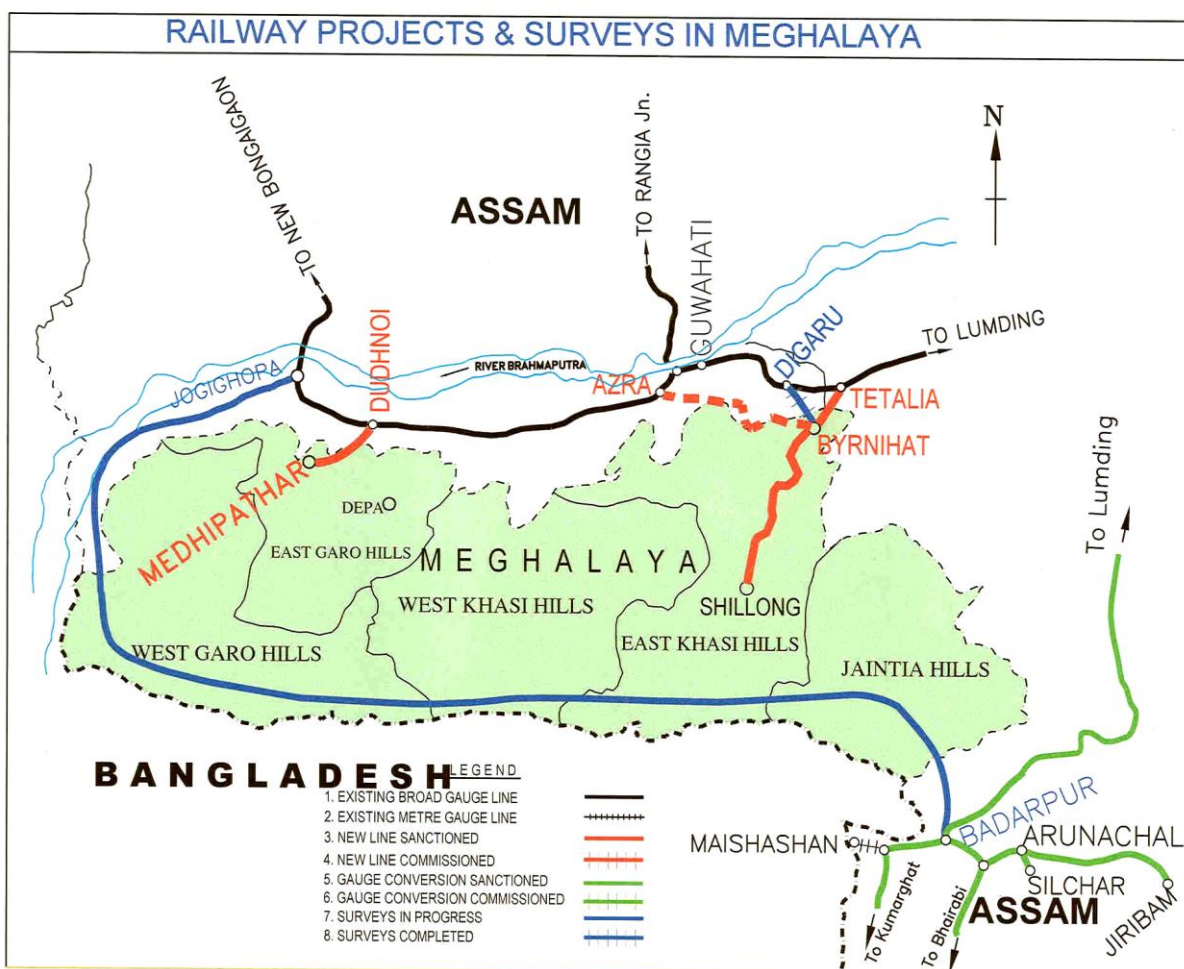 RAILWAY PROJECTS & SURVEYS IN MEGHALAYA
TO NEW BONGAIGAON
ASSAM
TO RANGIA Jn.
N
GUWAHATI
DIGARU
TO LUMDING
JOGIGHOPA
DUDHNOI
RIVER BRAHMAPUTRA
AZRA
TETALIA
BYRNIHAT
MEDHIPATHAR
DEPA
EAST GARO HILLS
MEGHALAYA
WEST KHASI HILLS
SHILLONG
To Lumding
WEST GARO HILLS
EAST KHASI HILLS
JAINTIA HILLS
BANGLADESH
LEGEND
1. EXISTING BROAD GAUGE LINE
2. EXISTING METRE GAUGE LINE
3. NEW LINE SANCTIONED
4. NEW LINE COMMISSIONED
5. GAUGE CONVERSION SANCTIONED
6. GAUGE CONVERSION COMMISSIONED
7. SURVEYS IN PROGRESS
8. SURVEYS COMPLETED
MAISHASHAN
BADARPUR
ARUNACHAL
SILCHAR
ASSAM
JIRIBAM
To Kumarghat
To Bhairabi